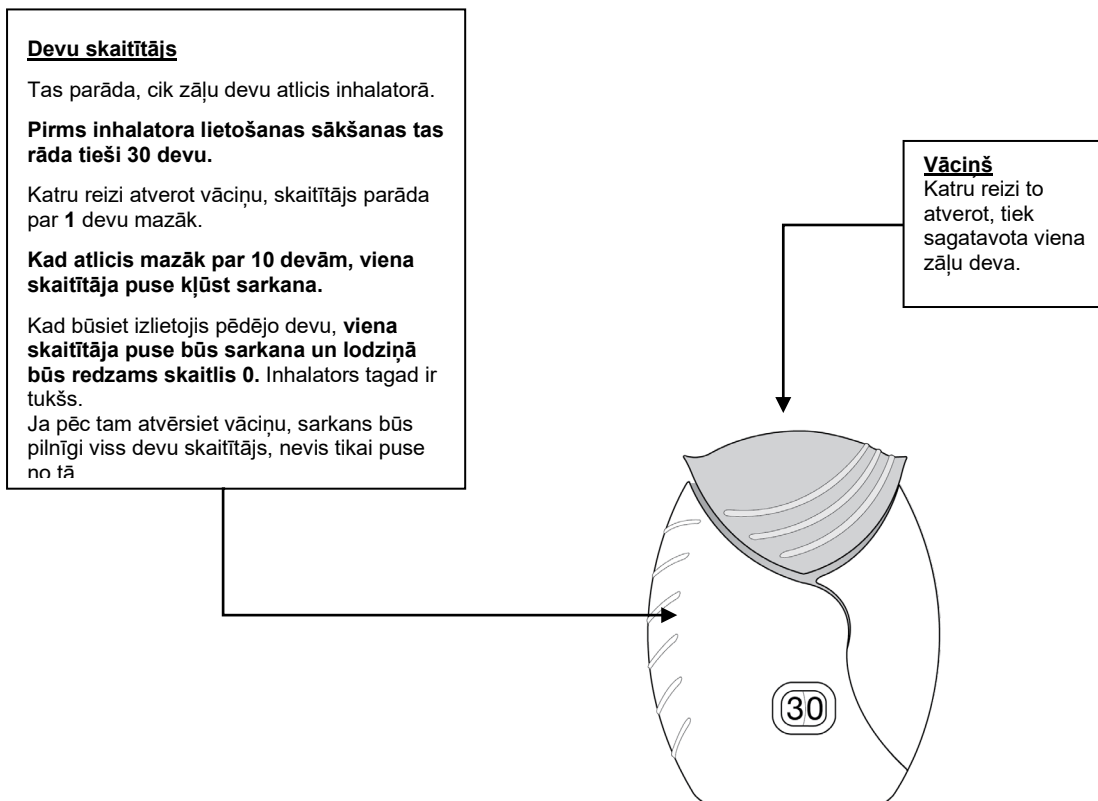 Devu skaitītājs
Tas parāda, cik zāļu devu atlicis inhalatorā.
Pirms inhalatora lietošanas sākšanas tas
rāda tieši 30 devu.
Katru reizi atverot vāciņu, skaitītājs parāda
par 1 devu mazāk.
Kad atlicis mazāk par 10 devām, viena
skaitītāja puse kļūst sarkana.
Kad būsiet izlietojis pēdējo devu, viena
skaitītāja puse būs sarkana un lodziņā
būs redzams skaitlis 0. Inhalators tagad ir
tukšs.
Ja pēc tam atvērsiet vāciņu, sarkans būs
pilnīgi viss devu skaitītājs, nevis tikai puse
no tā
Vāciņš
Katru reizi to
atverot, tiek
sagatavota viena
zāļu deva.
30